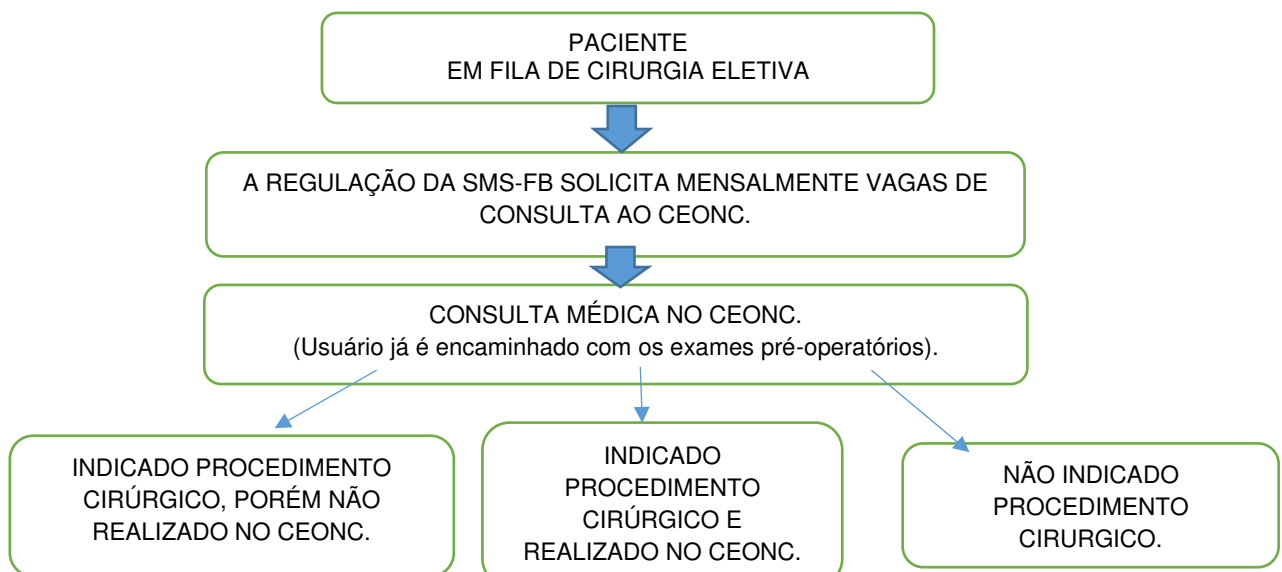 PACIENTE
EM FILA DE CIRURGIA ELETIVA
A REGULAÇÃO DA SMS-FB SOLICITA MENSALMENTE VAGAS DE
CONSULTA AO CEONC.
CONSULTA MÉDICA NO CEONC.
(Usuário já é encaminhado com os exames pré-operatórios).
INDICADO PROCEDIMENTO
CIRÚRGICO, PORÉM NÃO
REALIZADO NO CEONC.
INDICADO
PROCEDIMENTO
CIRÚRGICO E
REALIZADO NO CEONC.
NÃO INDICADO
PROCEDIMENTO
CIRURGICO.